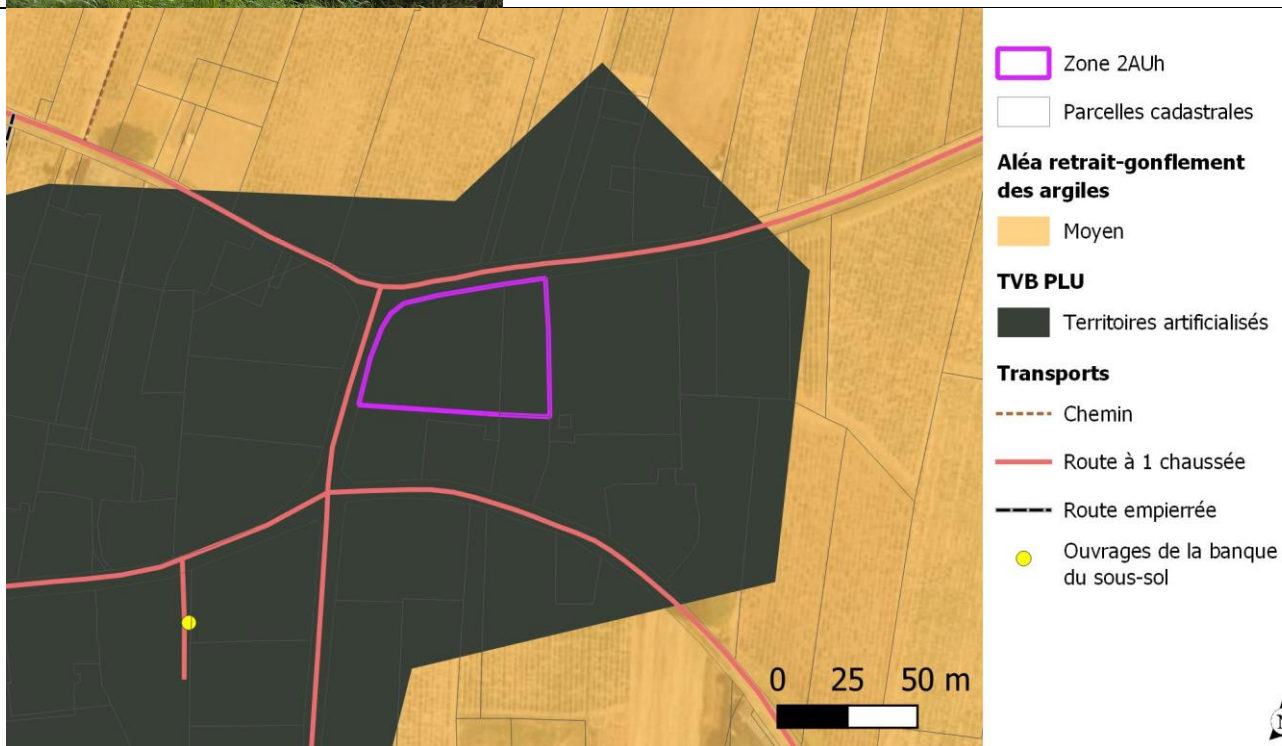 Zone 2AUh
Parcelles cadastrales
Aléa retrait-gonflement
des argiles
Moyen
TVB PLU
Territoires artificialisés
Transports
Chemin
Route à 1 chaussée
Route empierrée
Ouvrages de la banque
du sous-sol
0 25 50 m
N